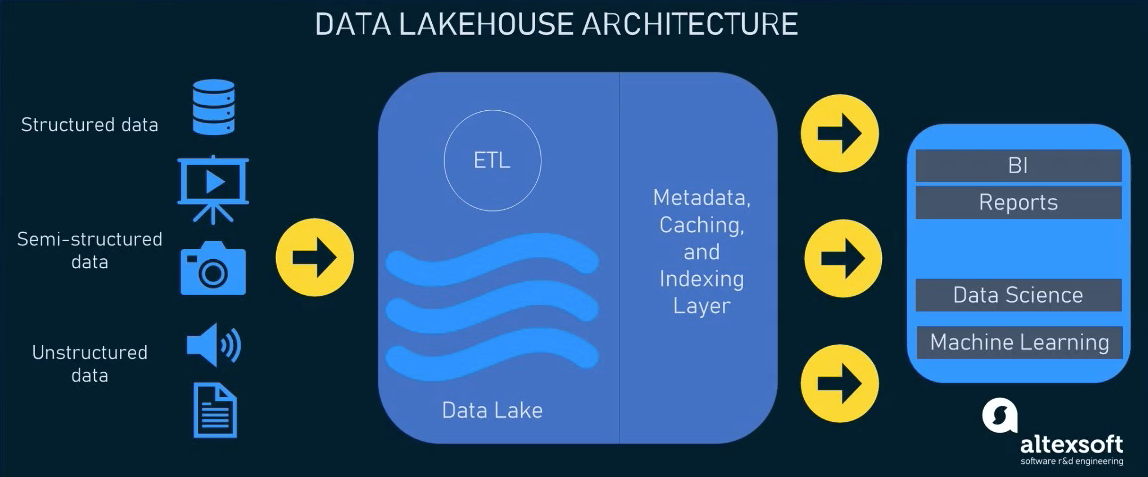 DATA LAKEHOUSE ARCHITECTURE
Structured data
Semi-structured
data
Unstructured
data
ETL
Data Lake
Metadata,
Caching,
and
Indexing
Layer
BI
Reports
Data Science
Machine Learning
altexsoft
software r&d engineering